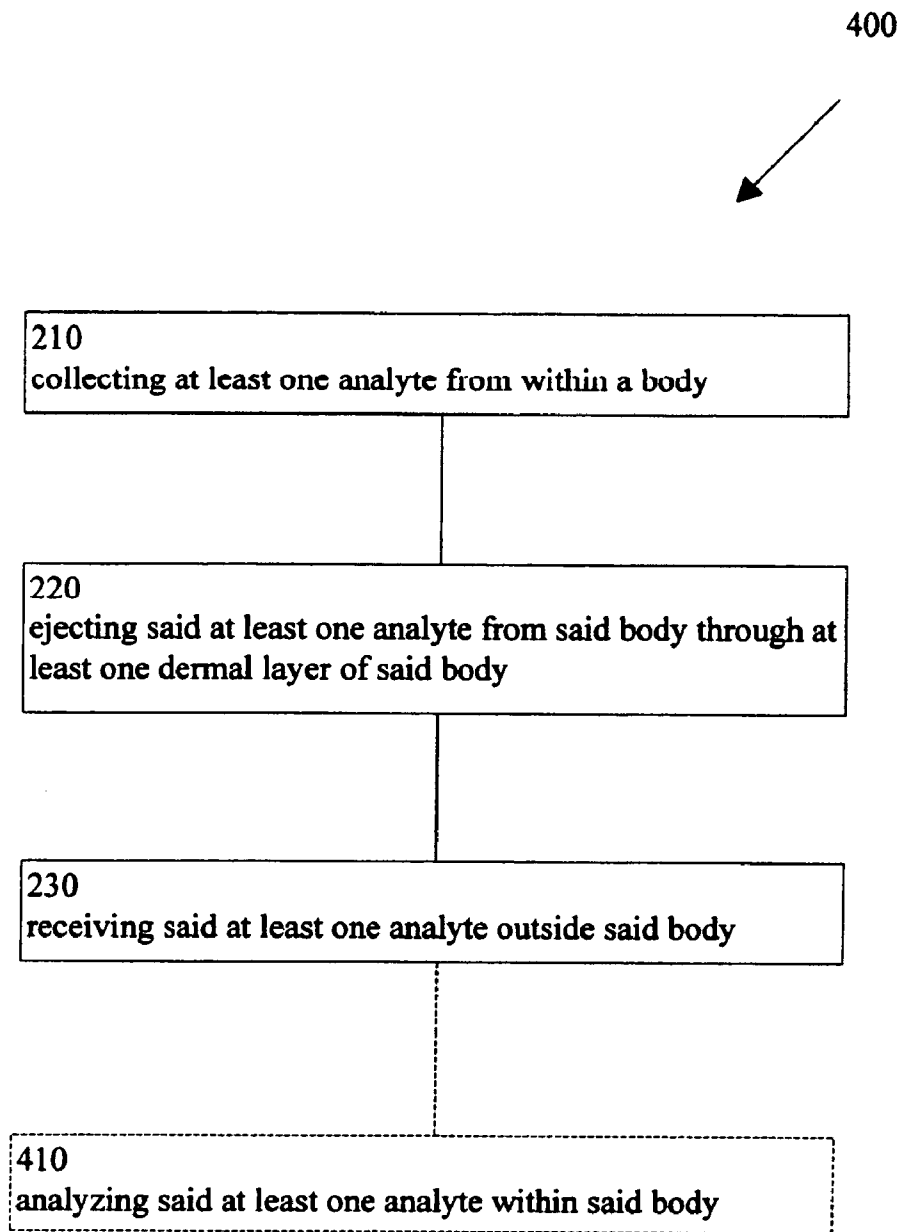 400
210
collecting at least one analyte from within a body
220
ejecting said at least one analyte from said body through at
least one dermal layer of said body
230
receiving said at least one analyte outside said body
410
analyzing said at least one analyte within said body